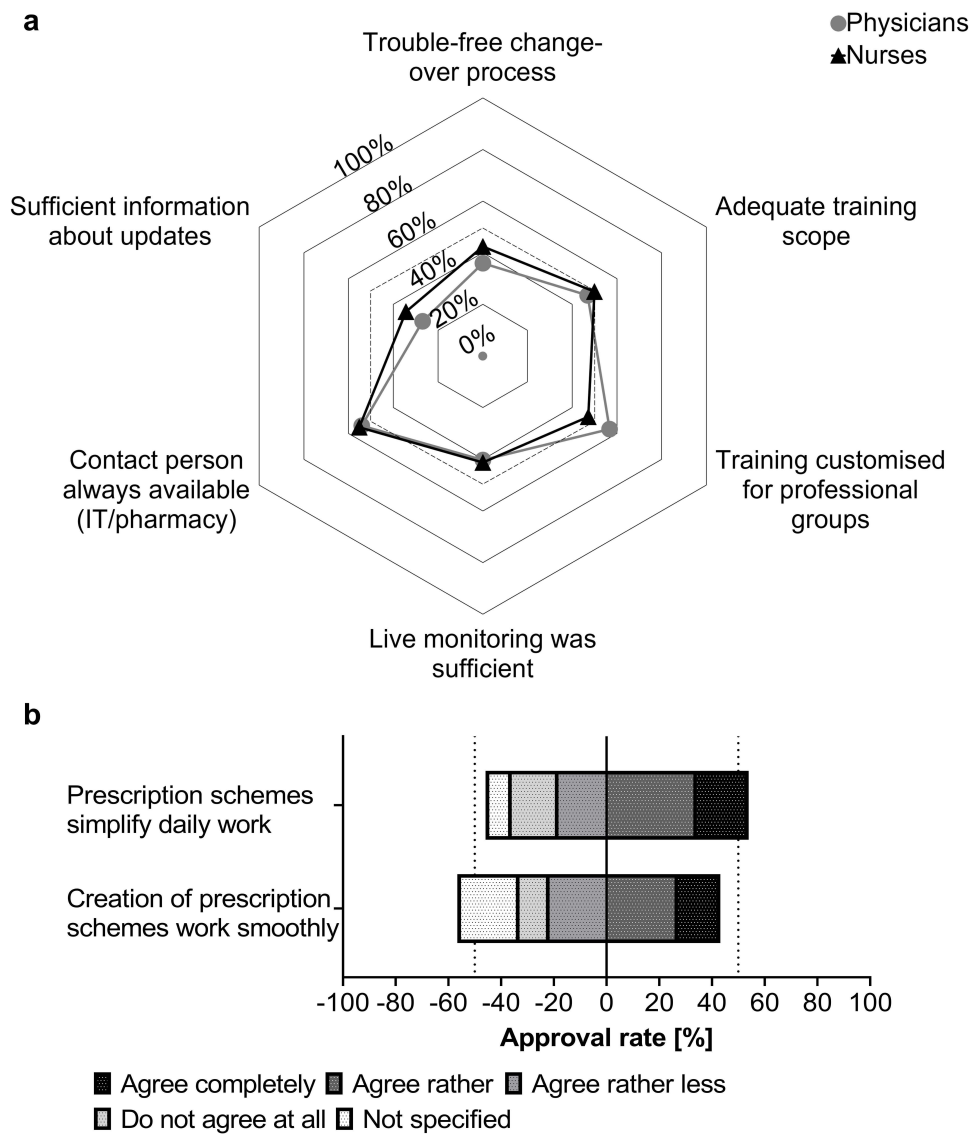 a
Physicians
Nurses
Trouble-free change-
over process
100%
80%
60%
40%
20%
0%
Sufficient information
about updates
Adequate training
scope
Contact person
always available
(IT/pharmacy)
Training customised
for professional
groups
Live monitoring was
sufficient
b
Prescription schemes
simplify daily work
Creation of prescription
schemes work smoothly
-100 -80 -60 -40 -20 0 20 40 60 80 100
Approval rate [%]
Agree completely Agree rather Agree rather less
Do not agree at all Not specified